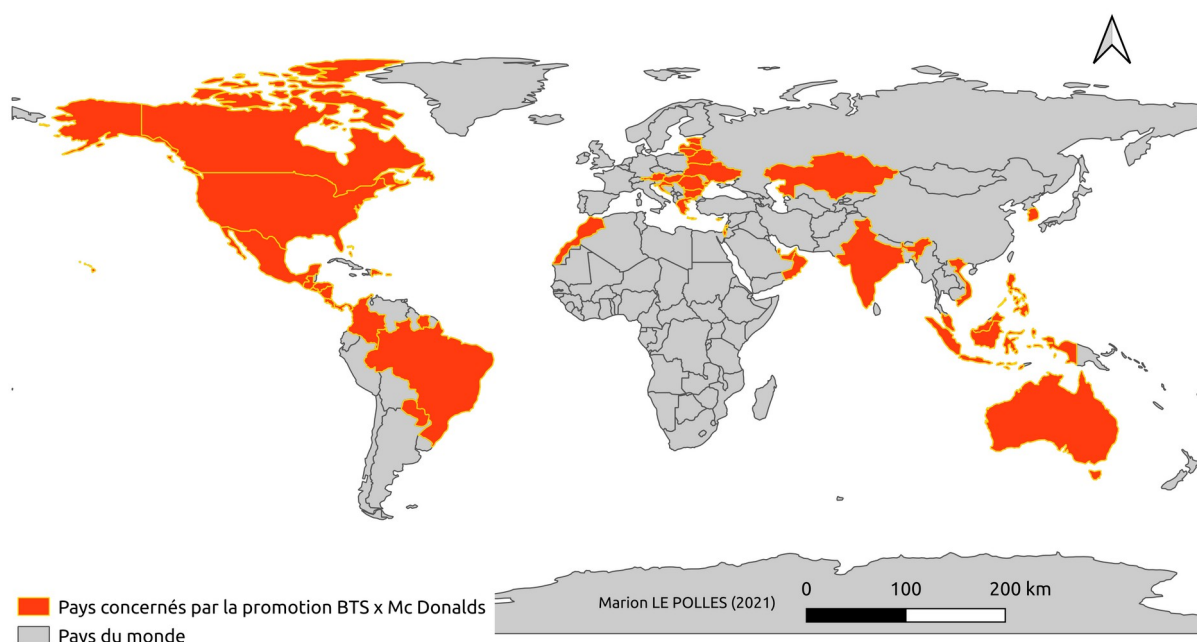 Pays concernés par la promotion BTS x Mc Donalds
Pays du monde
Marion LE POLLES (2021)
0 100 200 km